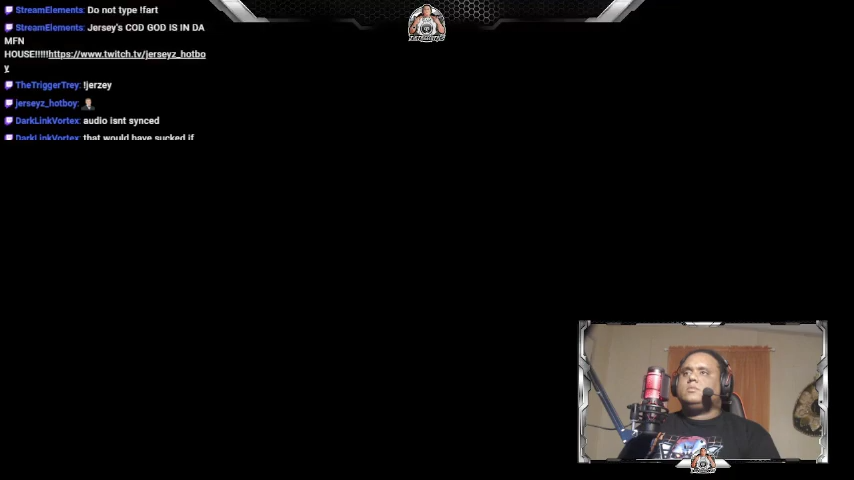 StreamElements: Do not type !fart
StreamElements: Jersey's COD GOD IS IN DA
MFN
HOUSE!!!!!https://www.twitch.tv/jerseyz_hotbo
y
TheTriggerTrey: !jerzey
jerseyz_hotboy:
DarkLinkVortex: audio isnt synced
DarkLinkVortex: that would have sucked if